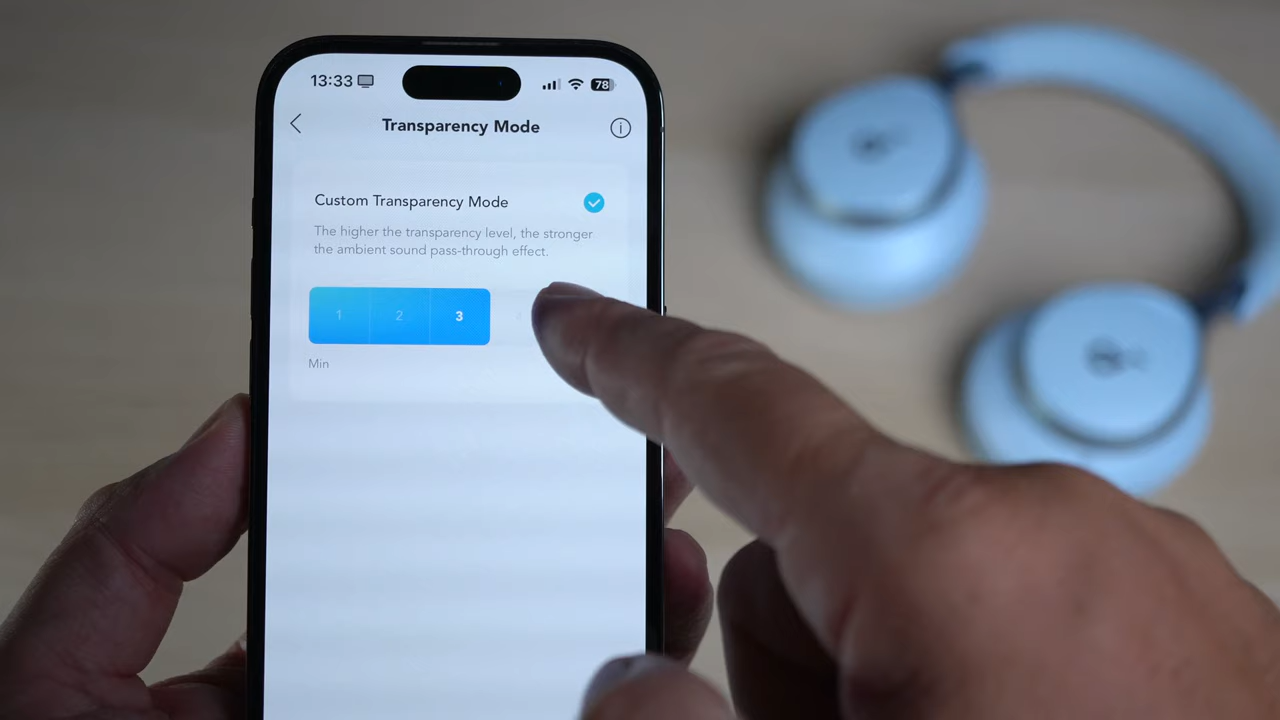 13:33
78
Transparency Mode
Custom Transparency Mode
The higher the transparency level, the stronger
the ambient sound pass-through effect.
1 2 3 4
Min